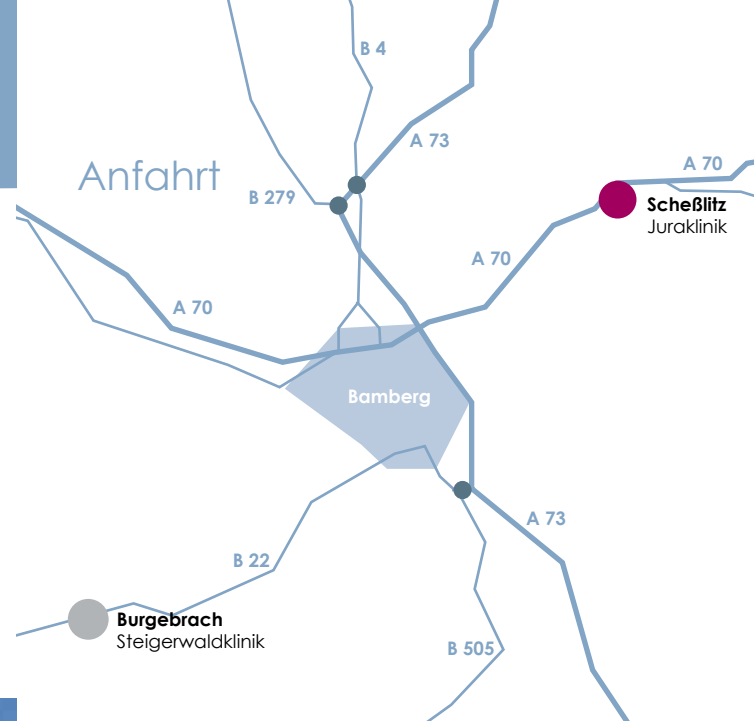 B 4
A 73
Anfahrt
A 70
B 279
Scheßlitz
Juraklinik
A 70
A 70
Bamberg
A 73
B 22
Burgebrach
Steigerwaldklinik
B 505